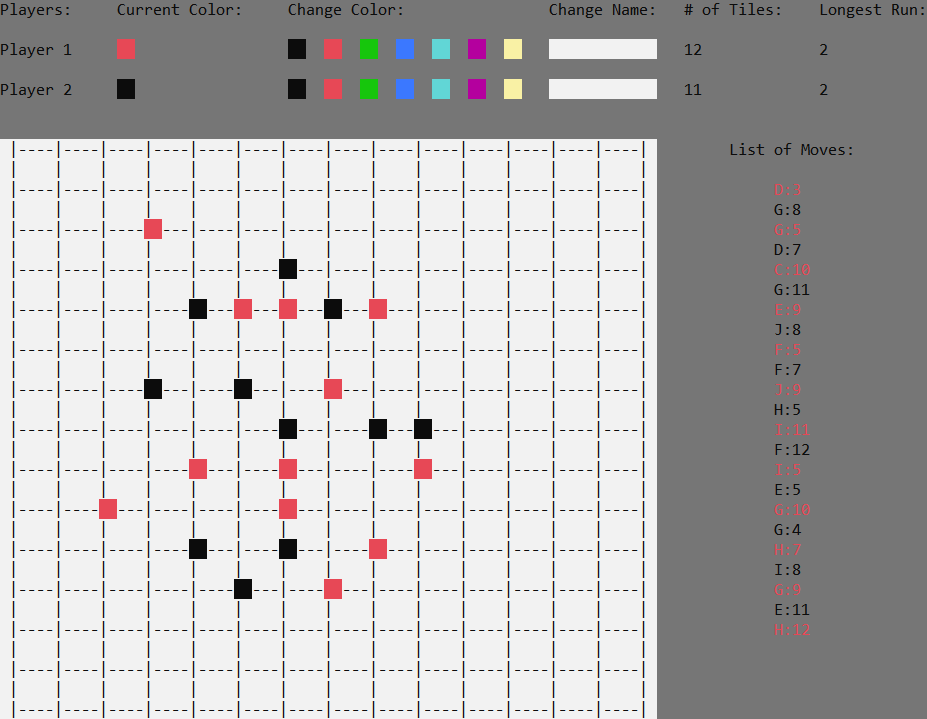 Players: Current Color: Change Color: Change Name: # of Tiles: Longest Run:
Player 1 12 2
Player 2 11 2
List of Moves:
D:3
G:8
G:5
D:7
C:10
G:11
E:9
J:8
F:5
F:7
J:9
H:5
I:11
F:12
I:5
E:5
G:10
G:4
H:7
I:8
G:9
E:11
H:12